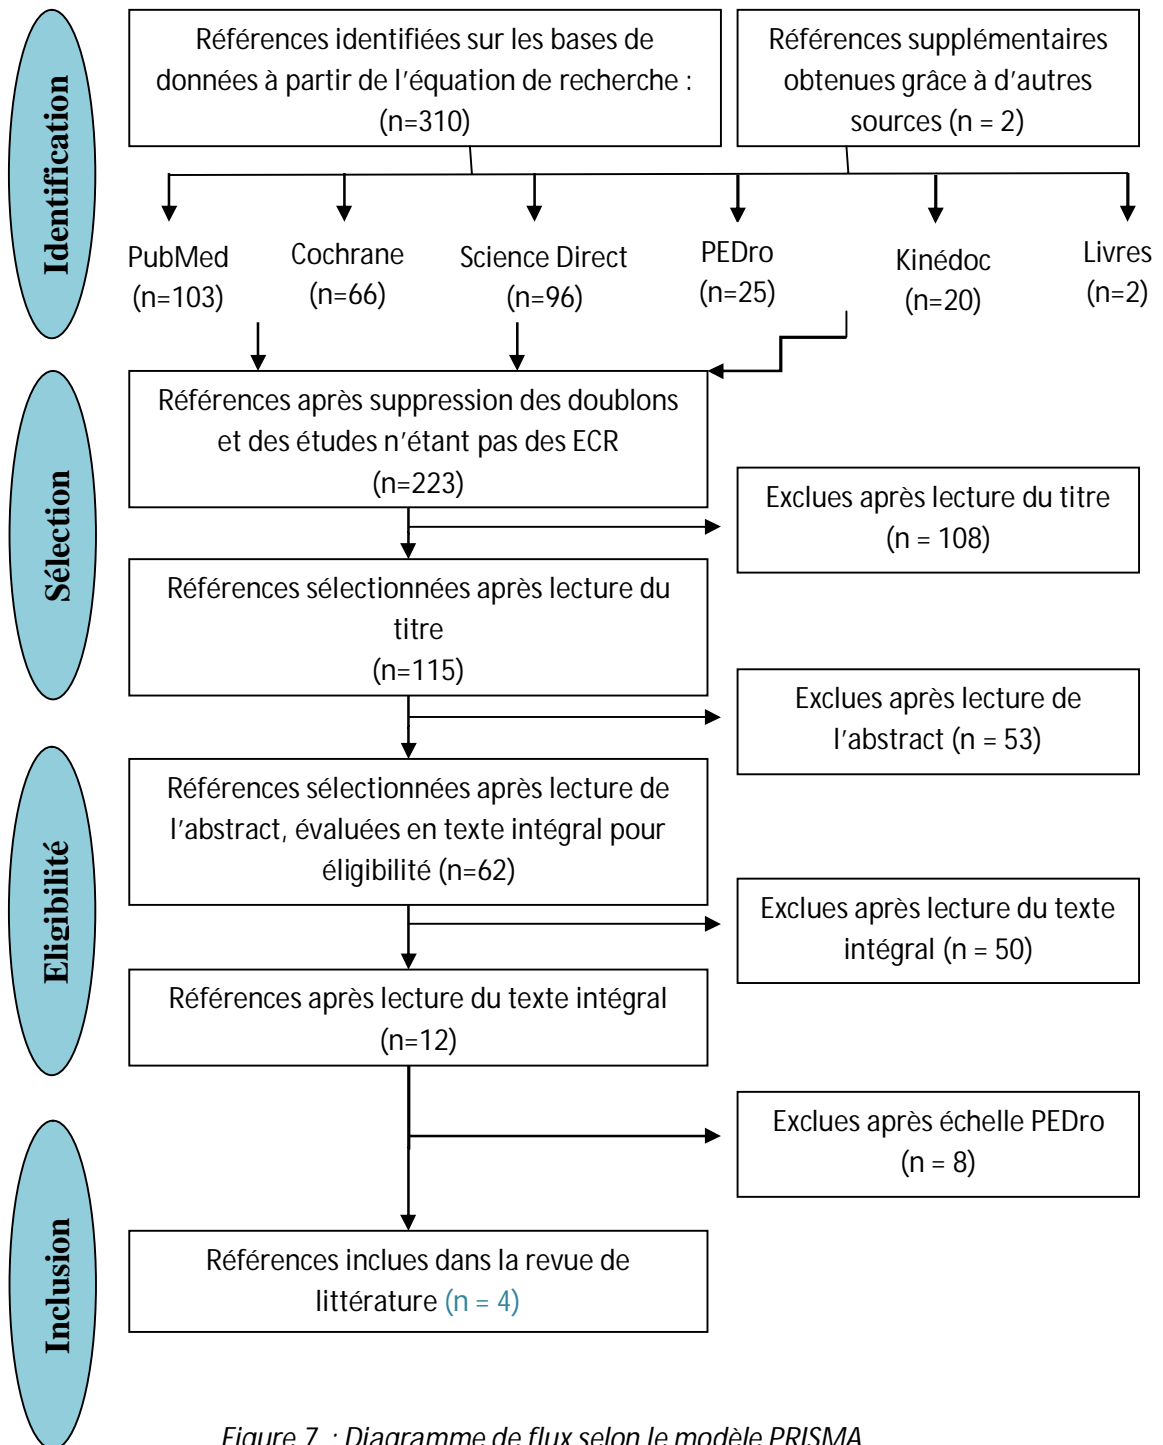 Identification
Références identifiées sur les bases de
données à partir de l'équation de recherche :
(n=310)
Références supplémentaires
obtenues grâce à d'autres
sources (n = 2)
PubMed
(n=103)
Cochrane
(n=66)
Science Direct
(n=96)
PEDro
(n=25)
Kinédoc
(n=20)
Livres
(n=2)
Sélection
Références après suppression des doublons
et des études n'étant pas des ECR
(n=223)
Exclues après lecture du titre
(n = 108)
Références sélectionnées après lecture du
titre
(n=115)
Exclues après lecture de
l'abstract (n = 53)
Eligibilité
Références sélectionnées après lecture de
l'abstract, évaluées en texte intégral pour
éligibilité (n=62)
Exclues après lecture du texte
intégral (n = 50)
Références après lecture du texte intégral
(n=12)
Exclues après échelle PEDro
(n = 8)
Inclusion
Références inclues dans la revue de
littérature (n = 4)
Figure 7 : Diagramme de flux selon le modèle PRISMA